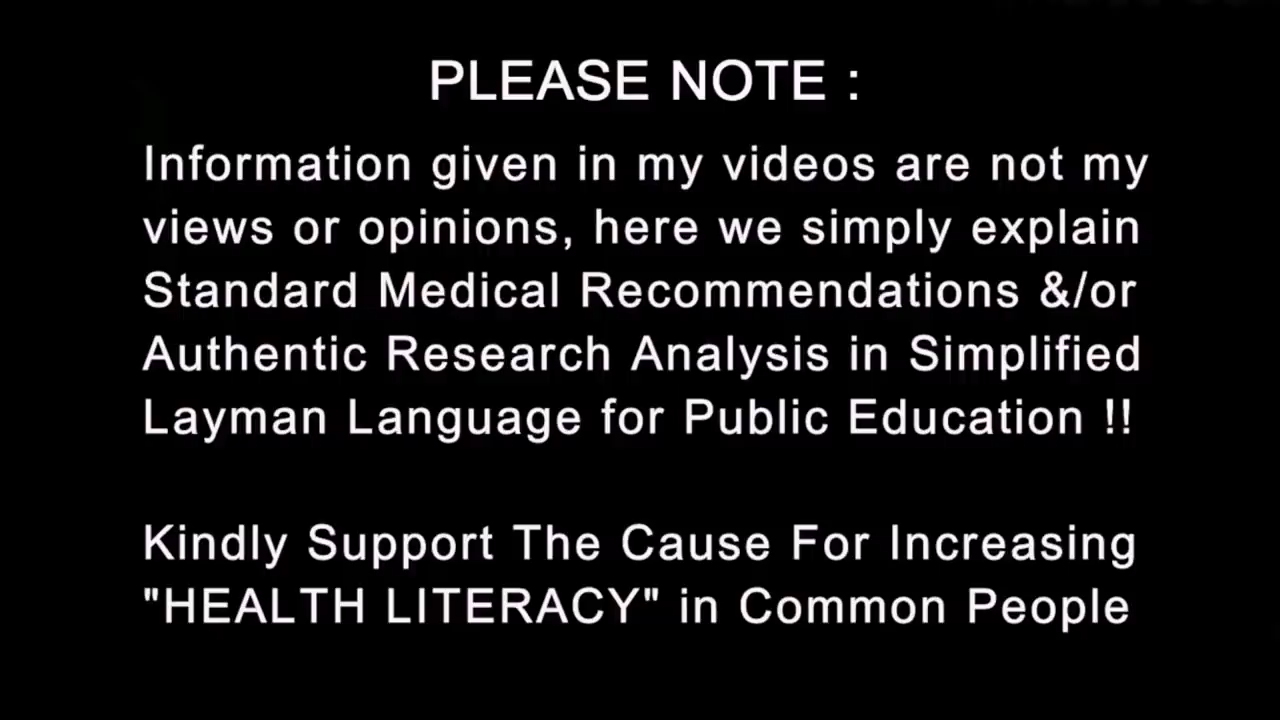 PLEASE NOTE :
Information given in my videos are not my
views or opinions, here we simply explain
Standard Medical Recommendations &/or
Authentic Research Analysis in Simplified
Layman Language for Public Education !!
Kindly Support The Cause For Increasing
"HEALTH LITERACY" in Common People